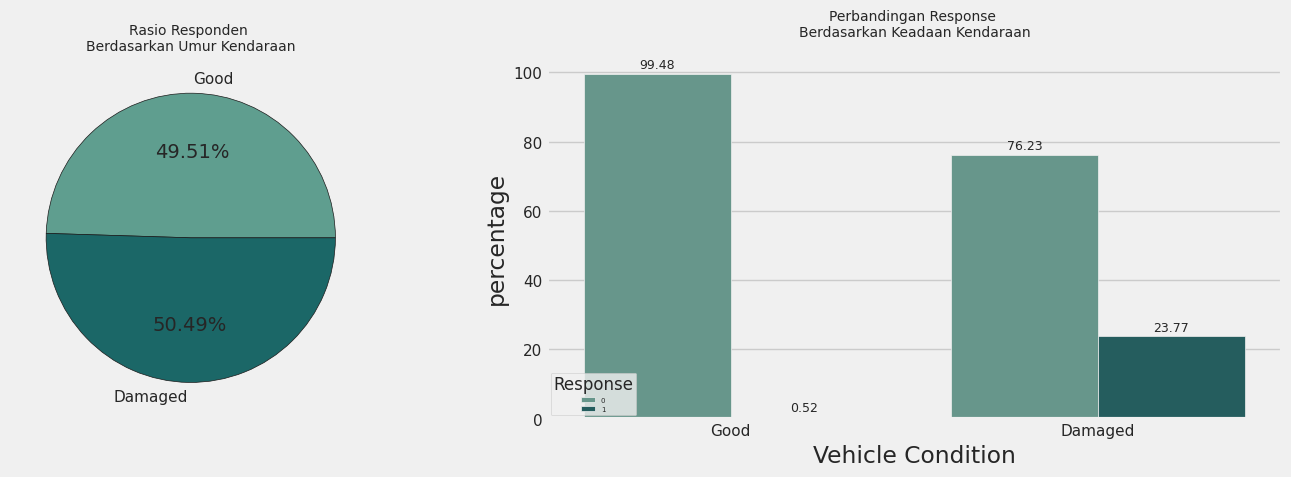 Rasio Responden
Berdasarkan Umur Kendaraan
Good
49.51%
50.49%
Damaged
Perbandingan Response
Berdasarkan Keadaan Kendaraan
percentage
100
80
60
40
20
0
99.48
0.52
76.23
23.77
Response
0
1
Good
Damaged
Vehicle Condition